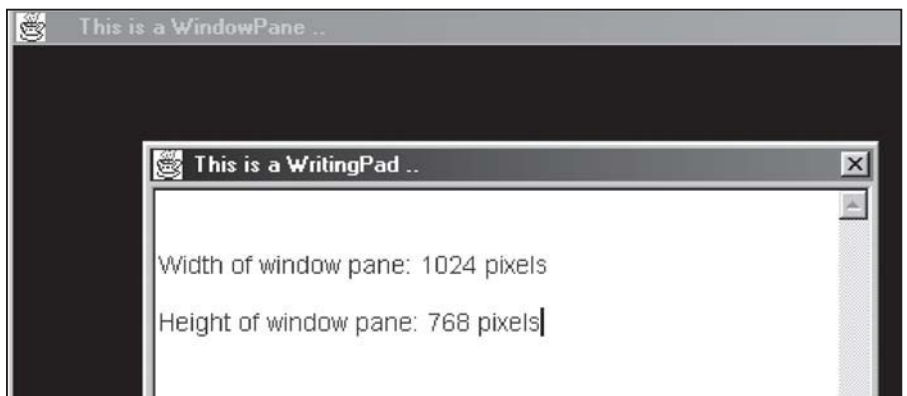 This is a WindowPane ..
This is a WritingPad ..
Width of window pane: 1024 pixels
Height of window pane: 768 pixels